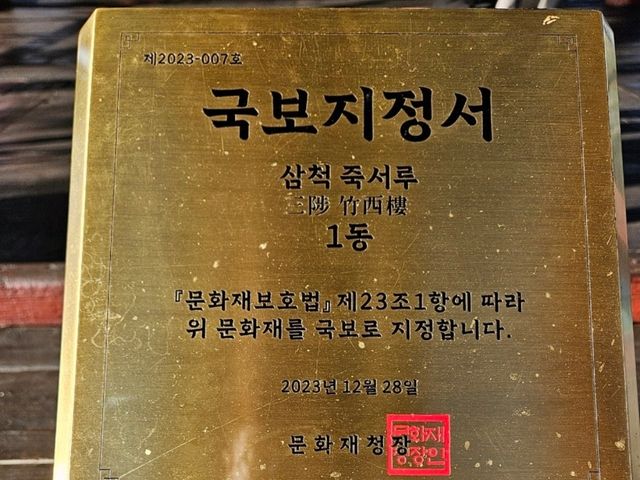 제2023-007호
국보지정서
삼척 죽서루
三陟 竹西樓
1동
『문화재보호법』제23조1항에 따라
위 문화재를 국보로 지정합니다.
2023년 12월 28일
문화재청장
문화재
청장인